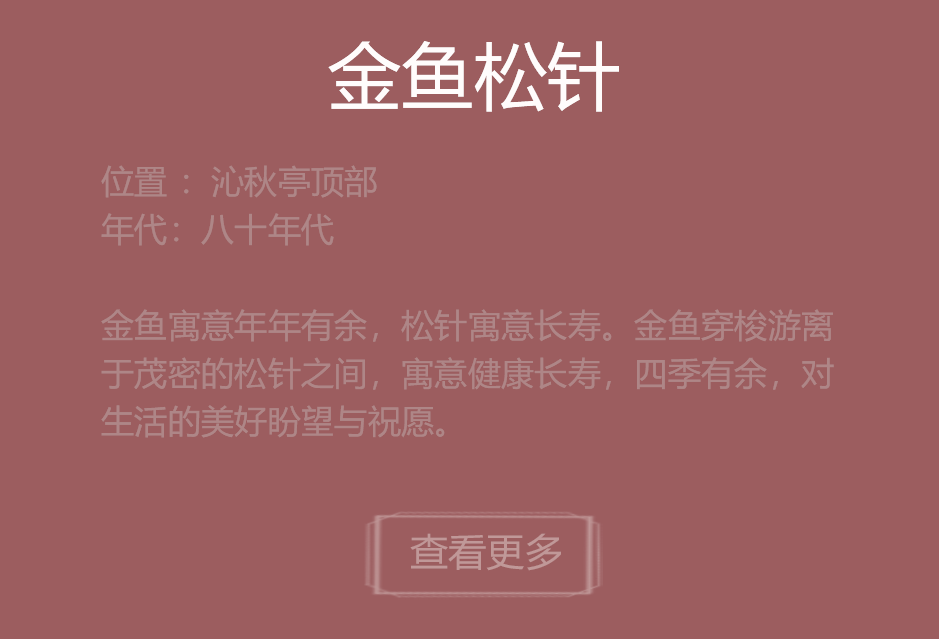 金鱼松针
位置 ：沁秋亭顶部
年代：八十年代
金鱼寓意年年有余，松针寓意长寿。金鱼穿梭游离
于茂密的松针之间，寓意健康长寿，四季有余，对
生活的美好盼望与祝愿。
查看更多